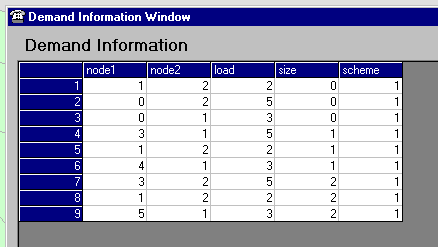 Demand Information Window
Demand Information
node1 node2 load size scheme
1 1 2 2 0 1
2 0 2 5 0 1
3 0 1 3 0 1
4 3 1 5 1 1
5 1 2 2 1 1
6 4 1 3 1 1
7 3 2 5 2 1
8 1 2 2 2 1
9 5 1 3 2 1